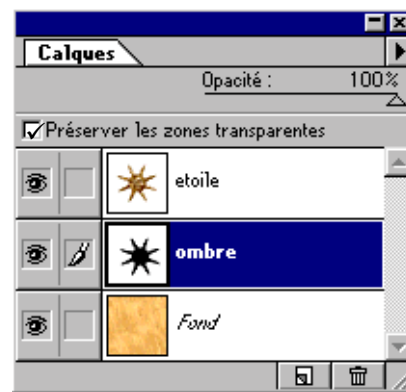 Calques
Opacité : 100%
Préserver les zones transparentes
etoile
ombre
Fond